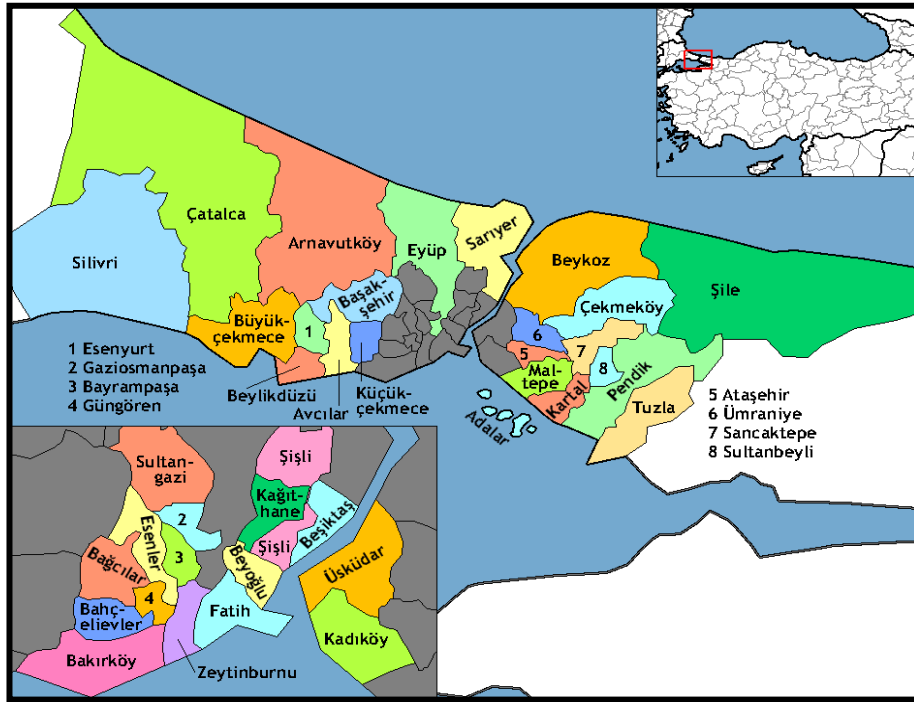 Silivri
Çatalca
Arnavutköy
Eyüp
Sarıyer
Beykoz
Şile
Çekmeköy
Büyük-
çekmece
Başak-
şehir
1
6
5
7
8
Mal-
tepe
Kartal
Pendik
Tuzla
Adalar
Beylikdüzü
Avcılar
Küçük-
çekmece
1 Esenyurt
2 Gaziosmanpaşa
3 Bayrampaşa
4 Güngören
5 Ataşehir
6 Ümraniye
7 Sancaktepe
8 Sultanbeyli
Sultan-
gazi
Şişli
Kağıt-
hane
Beşiktaş
2
Esenler
3
Şişli
Beyoğlu
Üsküdar
Bağcılar
4
Bahç-
elievler
Fatih
Kadıköy
Bakırköy
Zeytinburnu